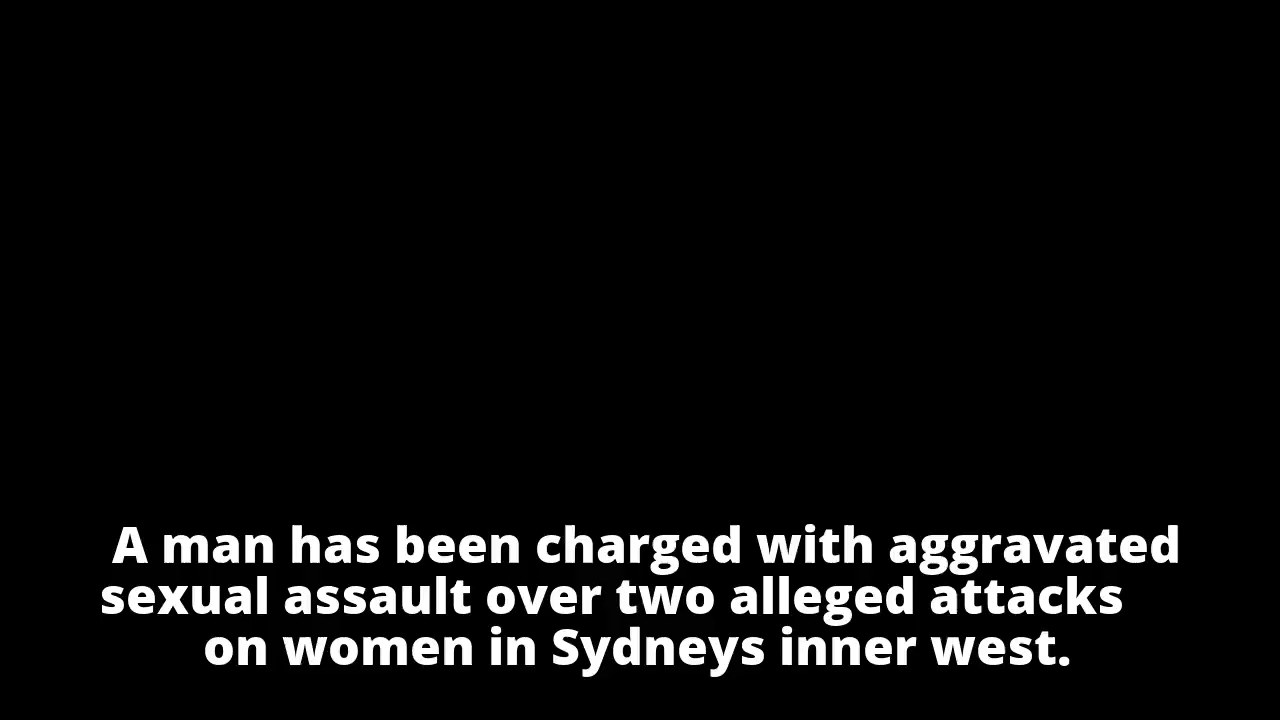 A man has been charged with aggravated
sexual assault over two alleged attacks
on women in Sydneys inner west.